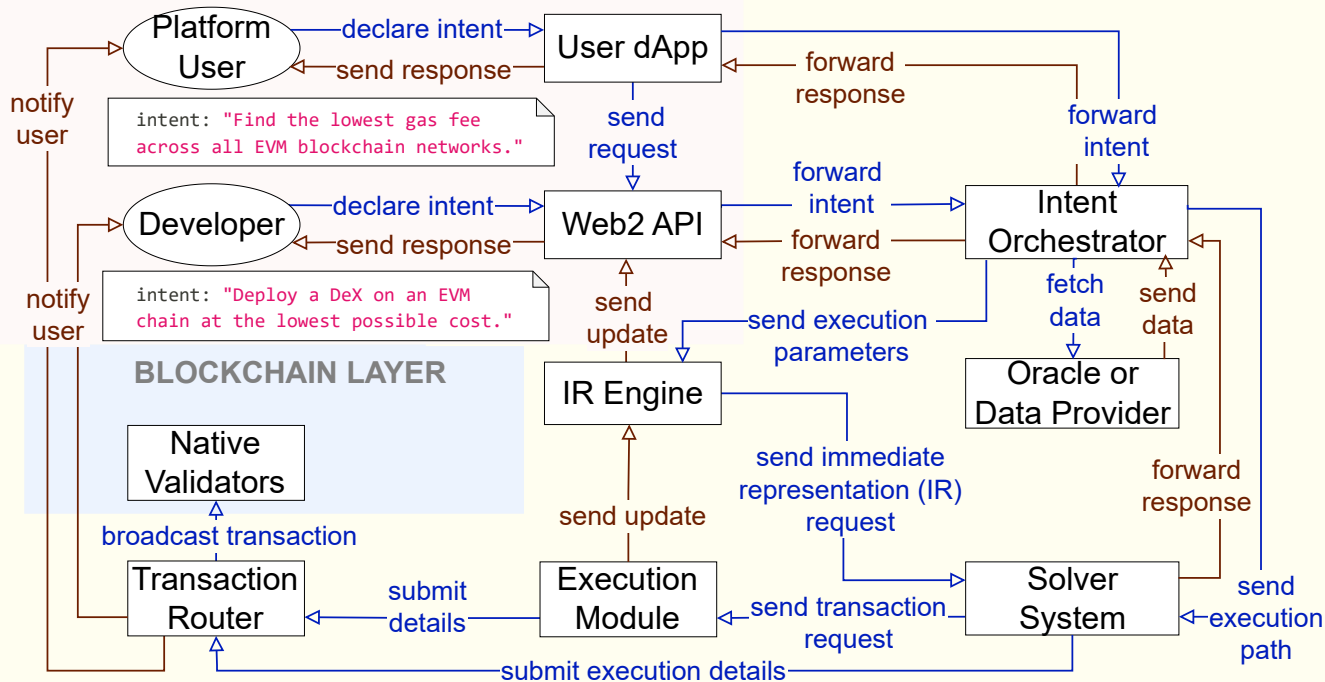 Platform
User
declare intent
User dApp
send response
forward
response
notify
user
intent: "Find the lowest gas fee
across all EVM blockchain networks."
send
request
forward
intent
forward
intent
Developer
declare intent
Web2 API
send response
forward
response
Intent
Orchestrator
notify
user
intent: "Deploy a DeX on an EVM
chain at the lowest possible cost."
send
update
send execution
parameters
fetch
data
send
data
BLOCKCHAIN LAYER
IR Engine
Oracle or
Data Provider
Native
Validators
send immediate
representation (IR)
request
forward
response
send update
broadcast transaction
Transaction
Router
submit
details
Execution
Module
send transaction
request
Solver
System
send
execution
path
submit execution details